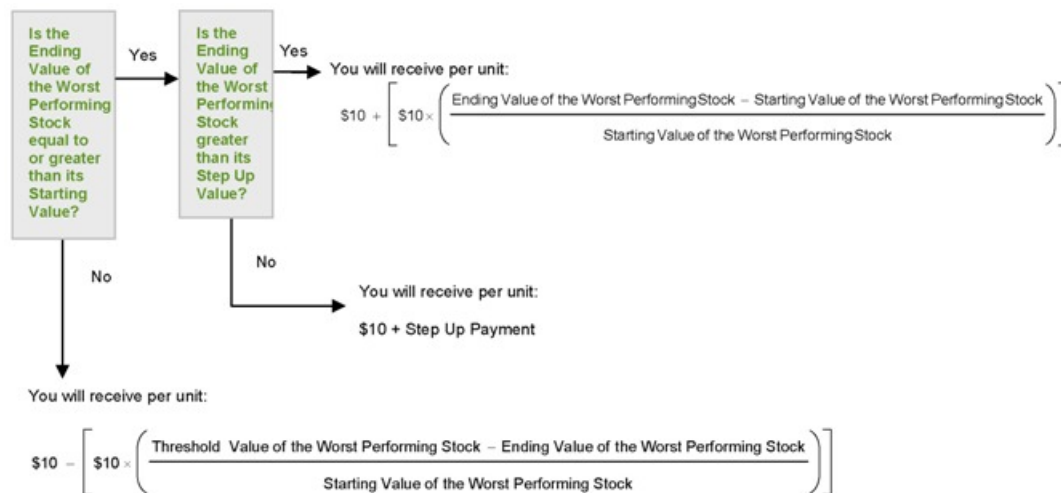 Is the
Ending
Value of
the Worst
Performing
Stock
equal to
or greater
than its
Starting
Value?
Yes
Is the
Ending
Value of
the Worst
Performing
Stock
greater
than its
Step Up
Value?
Yes
You will receive per unit:
$10 + [ $10 × ( Ending Value of the Worst Performing Stock – Starting Value of the Worst Performing Stock
Starting Value of the Worst Performing Stock ) ]
No
No
You will receive per unit:
$10 + Step Up Payment
You will receive per unit:
$10 – [ $10 × ( Threshold Value of the Worst Performing Stock – Ending Value of the Worst Performing Stock
Starting Value of the Worst Performing Stock ) ]